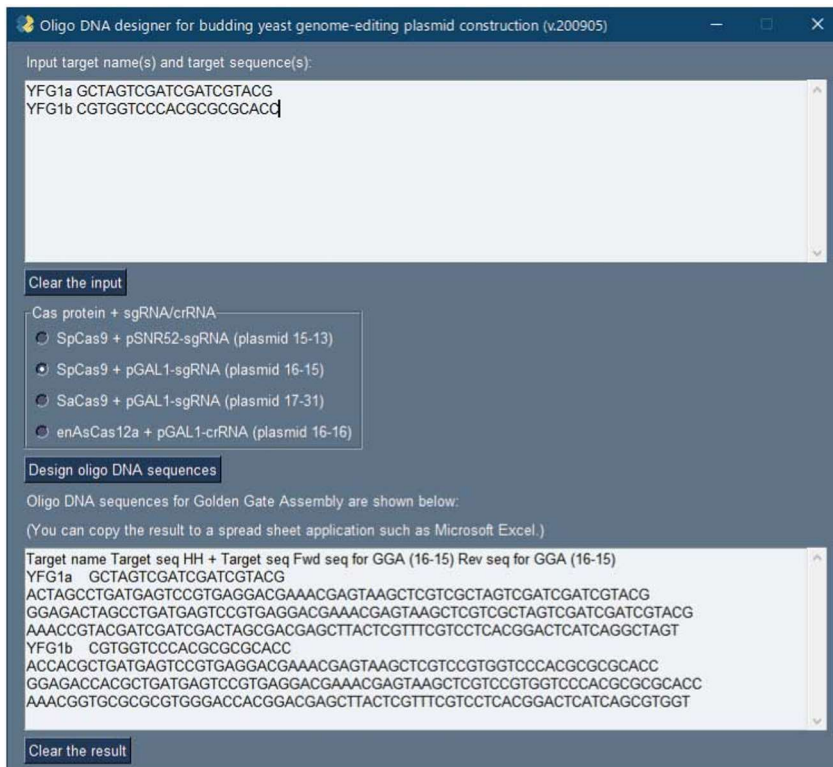 Oligo DNA designer for budding yeast genome-editing plasmid construction (v.200905)
Input target name(s) and target sequence(s):
YFG1a GCTAGTCGATCGATCGTACG
YFG1b CGTGGTCCCACGCGCGCACC
Clear the input
Cas protein + sgRNA/crRNA
SpCas9 + pSNR52-sgRNA (plasmid 15-13)
SpCas9 + pGAL1-sgRNA (plasmid 16-15)
SaCas9 + pGAL1-sgRNA (plasmid 17-31)
enAsCas12a + pGAL1-crRNA (plasmid 16-16)
Design oligo DNA sequences
Oligo DNA sequences for Golden Gate Assembly are shown below:
(You can copy the result to a spread sheet application such as Microsoft Excel.)
Target name Target seq HH + Target seq Fwd seq for GGA (16-15) Rev seq for GGA (16-15)
YFG1a GCTAGTCGATCGATCGTACG
ACTAGCCTGATGAGTCCGTGAGGACGAAACGAGTAAGCTCGTCGCTAGTCGATCGATCGTACG
GGAGACTAGCCTGATGAGTCCGTGAGGACGAAACGAGTAAGCTCGTCGCTAGTCGATCGATCGTACG
AAACCGTACGATCGATCGACTAGCGACGAGCTTACTCGTTTCGTCCTCACGGACTCATCAGGCTAGT
YFG1b CGTGGTCCCACGCGCGCACC
ACCACGCTGATGAGTCCGTGAGGACGAAACGAGTAAGCTCGTCCGTGGTCCCACGCGCGCACC
GGAGACCACGCTGATGAGTCCGTGAGGACGAAACGAGTAAGCTCGTCCGTGGTCCCACGCGCGCACC
AAACGGTGCGCGCGTGGGACCACGGACGAGCTTACTCGTTTCGTCCTCACGGACTCATCAGCGTGGT
Clear the result